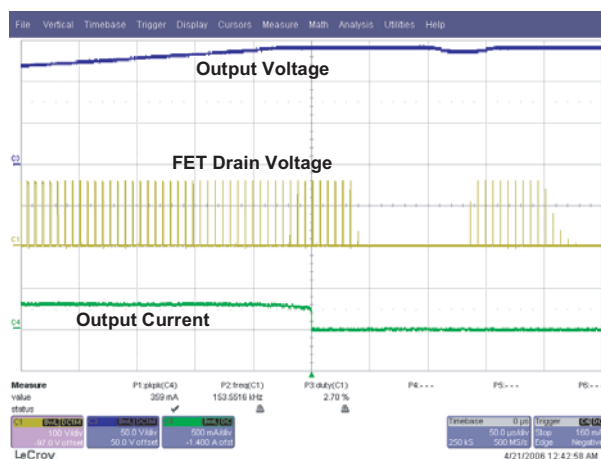 File Vertical Timebase Trigger Display Cursors Measure Math Analysis Utilities Help
Output Voltage
C3
FET Drain Voltage
C1
Output Current
C4
Measure P1:pkpk(C4) P2:freq(C1) P3:duty(C1) P4:--- P5:--- P6:---
value 359 mA 153.5516 kHz 2.70 %
status
C1 BwL DC1M
100 V/div 50.0 V/div 500 mA/div
-97.0 V offset 50.0 V offset -1.400 A ofst
Timebase 0 µs Trigger
50.0 µs/div Stop 160 mA
250 kS 500 MS/s Edge Negative
LeCroy 4/21/2006 12:42:58 AM